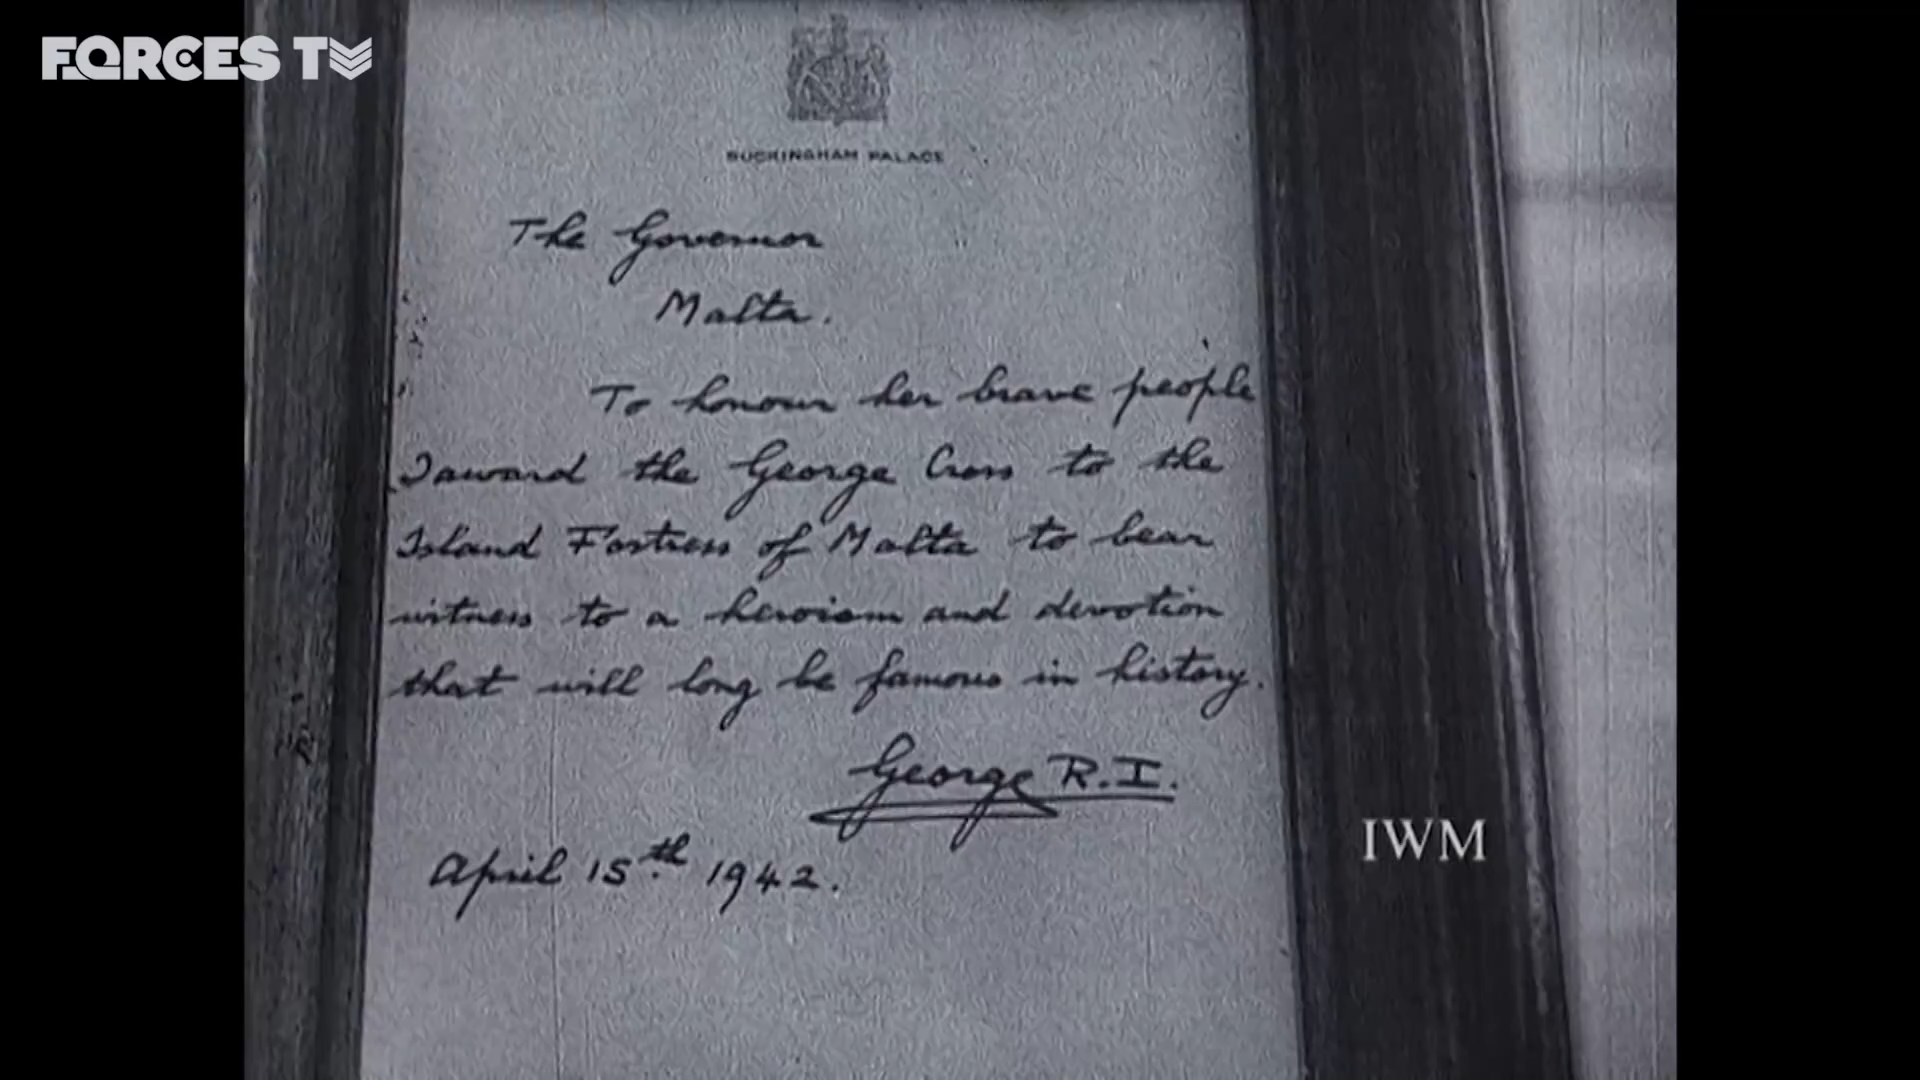 FORCES TV
BUCKINGHAM PALACE
The Governor
Malta.
To honour her brave people
I award the George Cross to the
Island Fortress of Malta to bear
witness to a heroism and devotion
that will long be famous in history.
George R.I.
April 15th 1942.
IWM